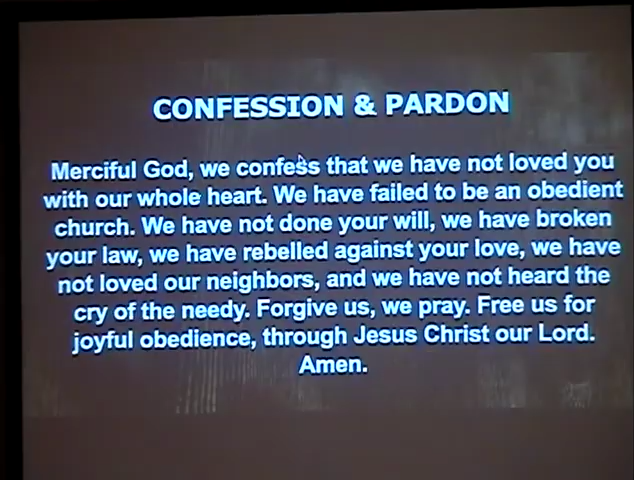 CONFESSION & PARDON
Merciful God, we confess that we have not loved you
with our whole heart. We have failed to be an obedient
church. We have not done your will, we have broken
your law, we have rebelled against your love, we have
not loved our neighbors, and we have not heard the
cry of the needy. Forgive us, we pray. Free us for
joyful obedience, through Jesus Christ our Lord.
Amen.